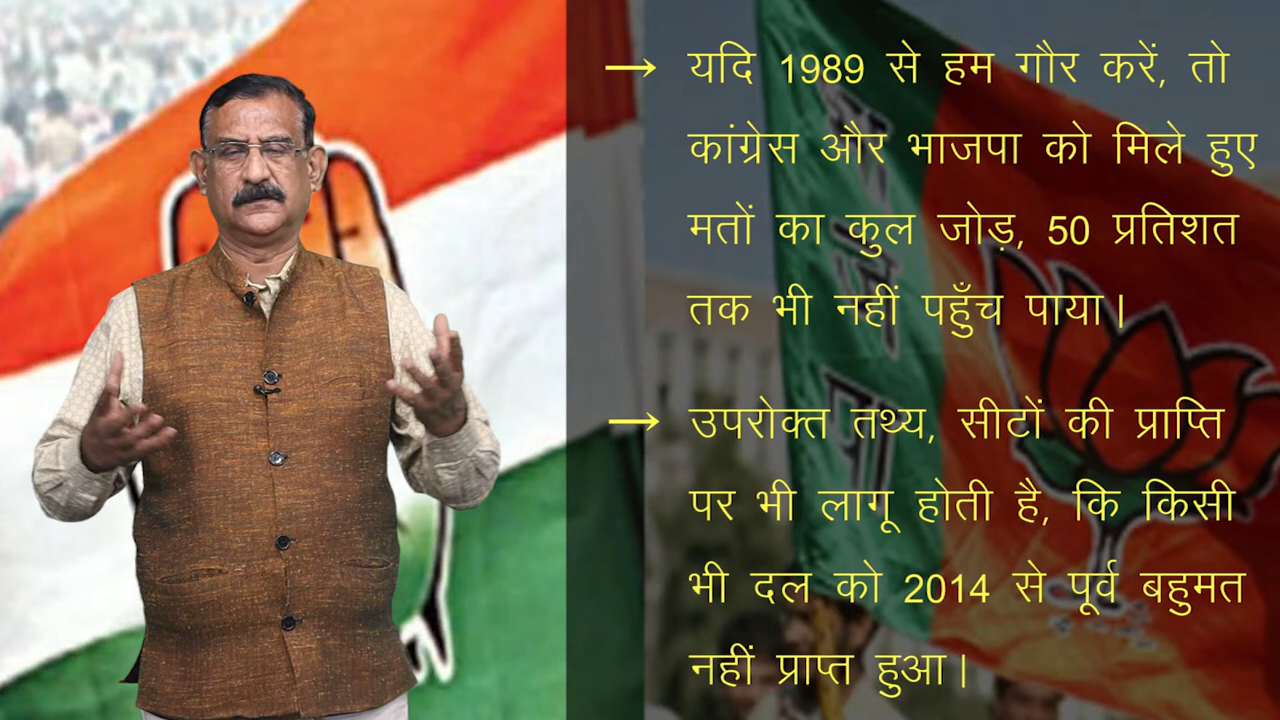 → यदि 1989 से हम गौर करें, तो
कांग्रेस और भाजपा को मिले हुए
मतों का कुल जोड़, 50 प्रतिशत
तक भी नहीं पहुँच पाया।
→ उपरोक्त तथ्य, सीटों की प्राप्ति
पर भी लागू होती है, कि किसी
भी दल को 2014 से पूर्व बहुमत
नहीं प्राप्त हुआ।